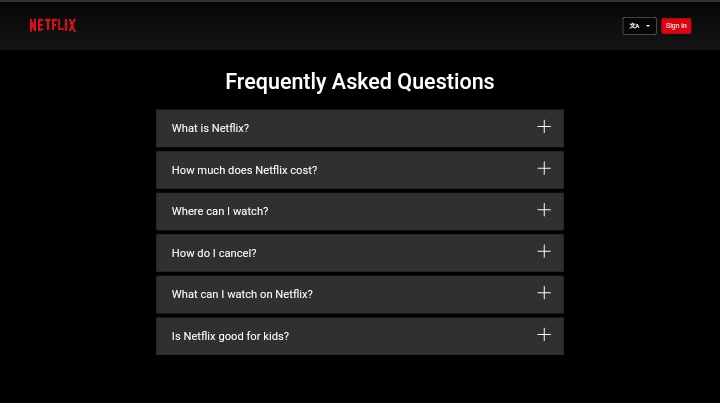 NETFLIX
文A
Sign In
Frequently Asked Questions
What is Netflix?
How much does Netflix cost?
Where can I watch?
How do I cancel?
What can I watch on Netflix?
Is Netflix good for kids?